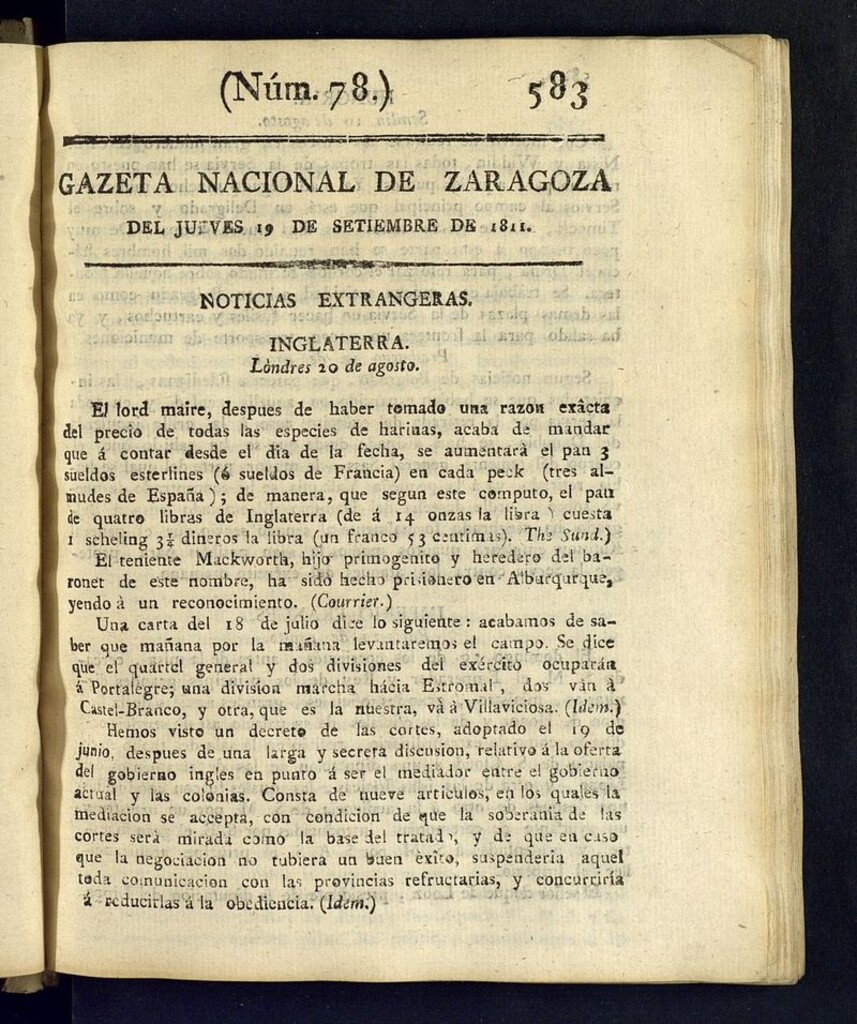 (Núm. 78.) 583
GAZETA NACIONAL DE ZARAGOZA
DEL JUEVES 19 DE SETIEMBRE DE 1811.
NOTICIAS EXTRANGERAS.
INGLATERRA.
Lòndres 20 de agosto.
El lord maire, despues de haber tomado una razon exâcta
del precio de todas las especies de harinas, acaba de mandar
que á contar desde el dia de la fecha, se aumentará el pan 3
sueldos esterlines (6 sueldos de Francia) en cada peck (tres al-
mudes de España); de manera, que segun este computo, el pan
de quatro libras de Inglaterra (de á 14 onzas la libra) cuesta
1 scheling 3¼ dineros la libra (un franco 53 centimas). The Sund.)
El teniente Mackworth, hijo primogenito y heredero del ba-
ronet de este nombre, ha sido hecho prisionero en Alburqurque,
yendo à un reconocimiento. (Courrier.)
Una carta del 18 de julio dice lo siguiente: acabamos de sa-
ber que mañana por la mañana levantaremos el campo. Se dice
que el quartel general y dos divisiones del exército ocuparán
á Portalegre; una division marcha hácia Estromal, dos ván à
Castel-Branco, y otra, que es la nuestra, và à Villaviciosa. (Idem.)
Hemos visto un decreto de las cortes, adoptado el 19 de
junio, despues de una larga y secreta discusion, relativo á la oferta
del gobierno ingles en punto á ser el mediador entre el gobierno
actual y las colonias. Consta de nueve articulos, en los quales la
mediacion se accepta, con condicion de que la soberania de las
cortes será mirada como la base del tratado, y de que en caso
que la negociacion no tubiera un buen èxîto, suspenderia aquel
toda comunicacion con las provincias refructarias, y concurriría
á reducirlas á la obediencia. (Idem.)